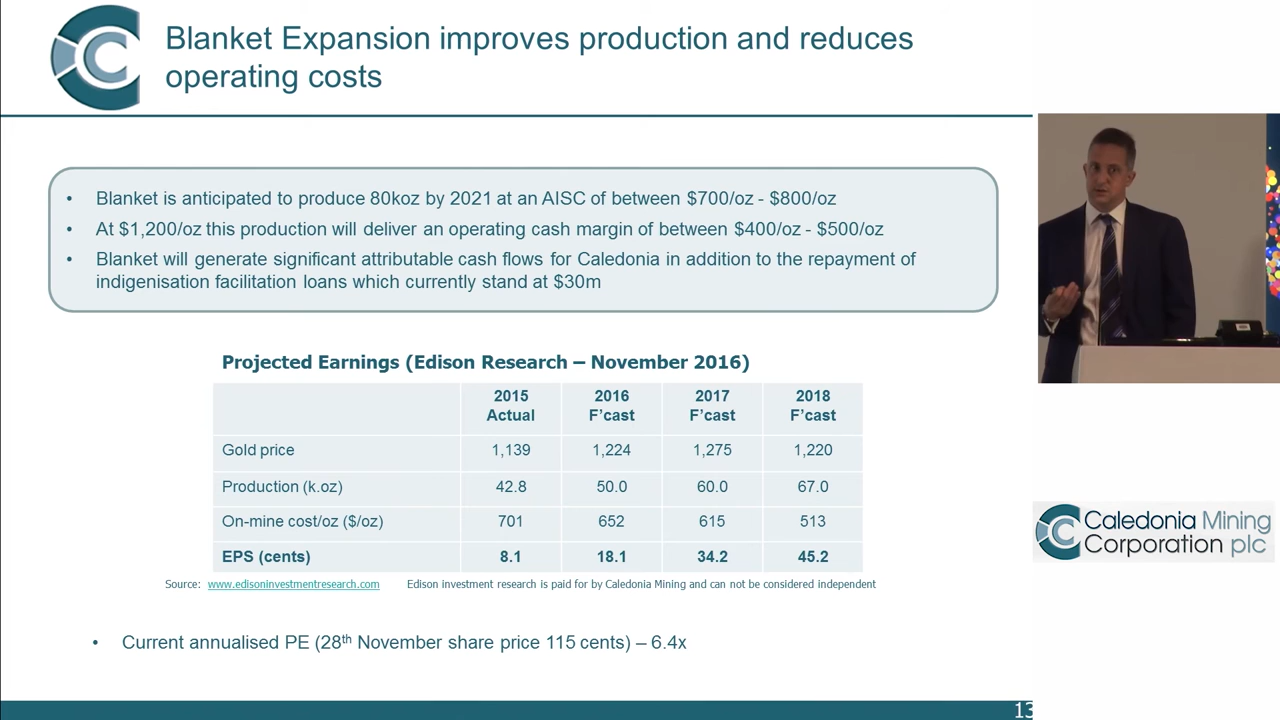 Blanket Expansion improves production and reduces
operating costs
• Blanket is anticipated to produce 80koz by 2021 at an AISC of between $700/oz - $800/oz
• At $1,200/oz this production will deliver an operating cash margin of between $400/oz - $500/oz
• Blanket will generate significant attributable cash flows for Caledonia in addition to the repayment of
indigenisation facilitation loans which currently stand at $30m
Projected Earnings (Edison Research – November 2016)
2015 2016 2017 2018
Actual F'cast F'cast F'cast
Gold price 1,139 1,224 1,275 1,220
Production (k.oz) 42.8 50.0 60.0 67.0
On-mine cost/oz ($/oz) 701 652 615 513
EPS (cents) 8.1 18.1 34.2 45.2
Source: www.edisoninvestmentresearch.com Edison investment research is paid for by Caledonia Mining and can not be considered independent
• Current annualised PE (28th November share price 115 cents) – 6.4x
13
Caledonia Mining
Corporation plc